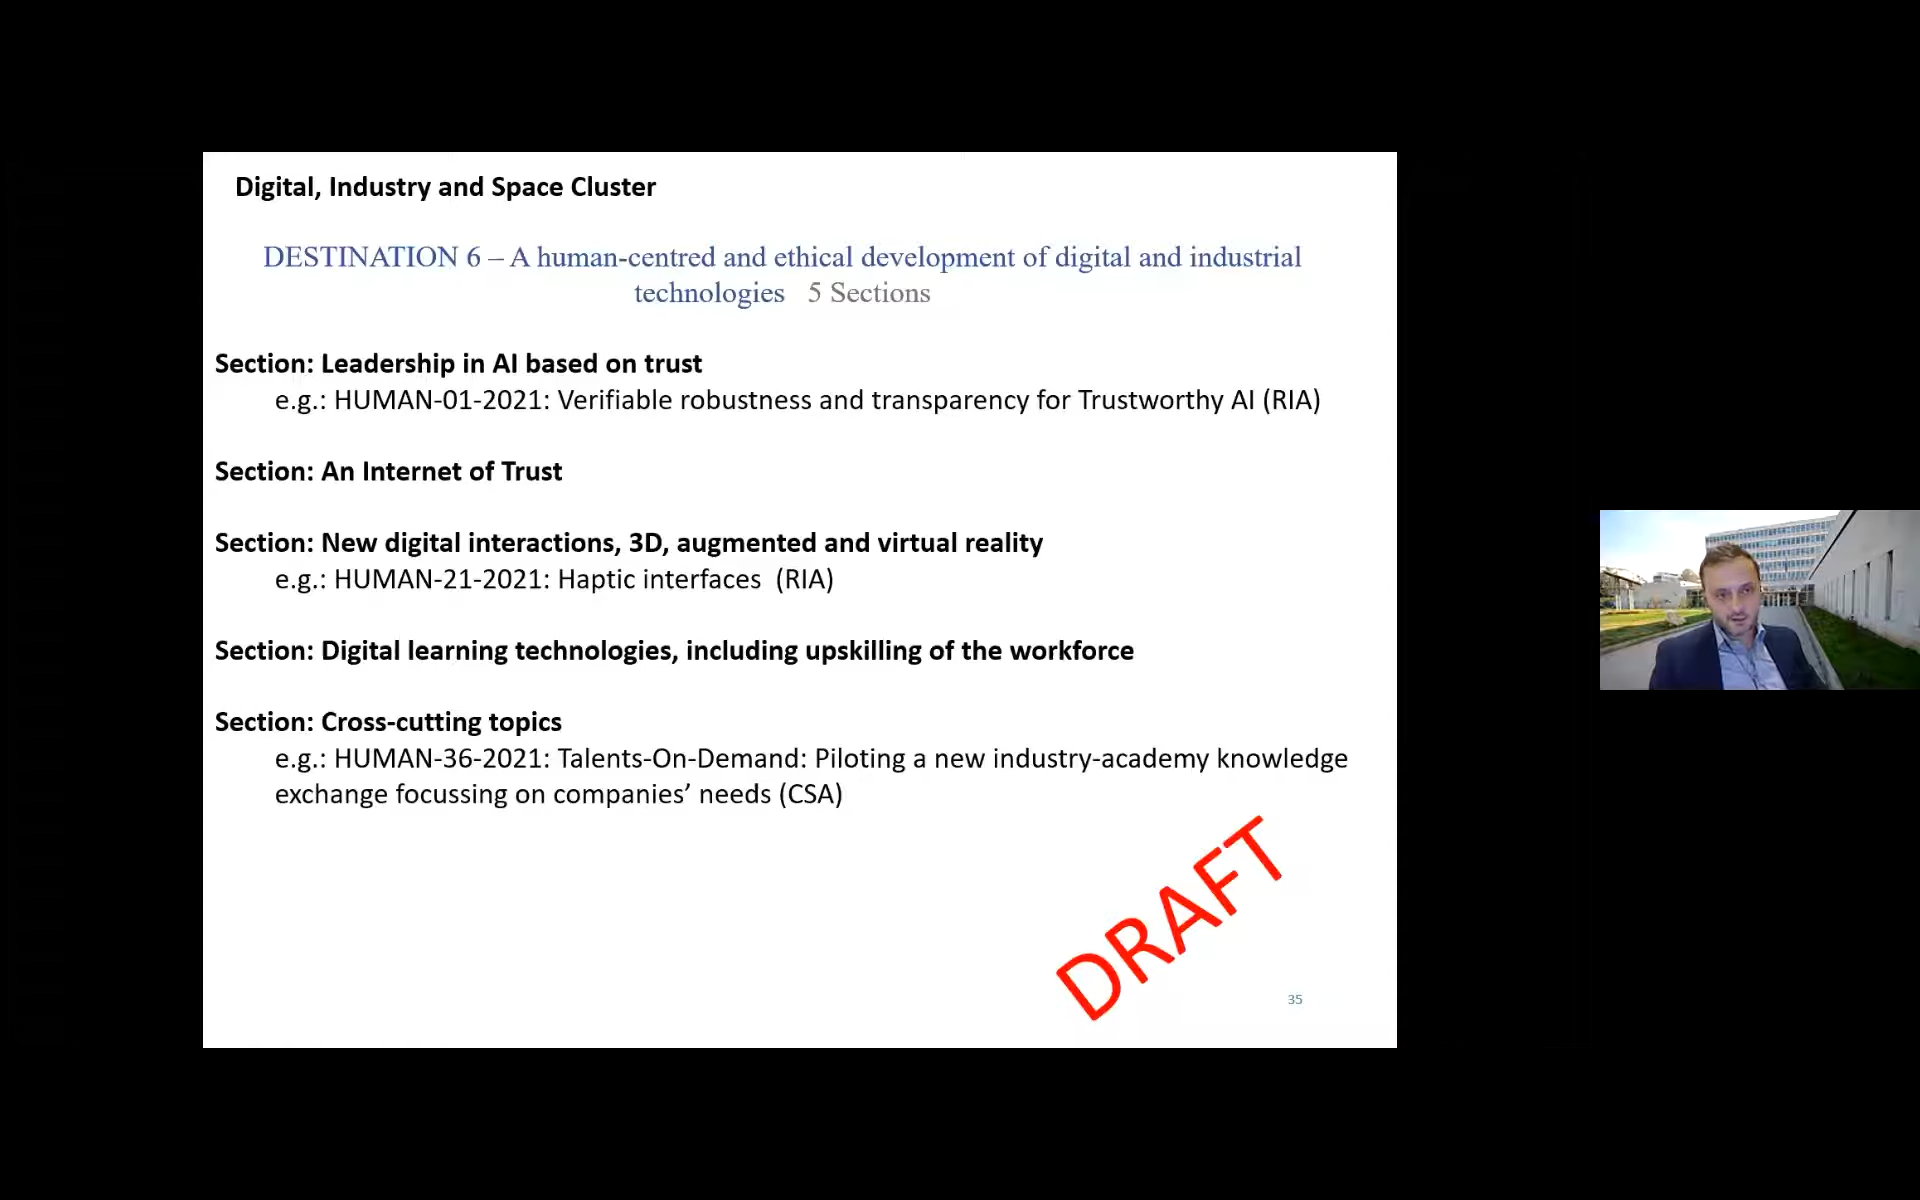 Digital, Industry and Space Cluster
DESTINATION 6 – A human-centred and ethical development of digital and industrial
technologies 5 Sections
Section: Leadership in AI based on trust
e.g.: HUMAN-01-2021: Verifiable robustness and transparency for Trustworthy AI (RIA)
Section: An Internet of Trust
Section: New digital interactions, 3D, augmented and virtual reality
e.g.: HUMAN-21-2021: Haptic interfaces (RIA)
Section: Digital learning technologies, including upskilling of the workforce
Section: Cross-cutting topics
e.g.: HUMAN-36-2021: Talents-On-Demand: Piloting a new industry-academy knowledge
exchange focussing on companies’ needs (CSA)
DRAFT
35